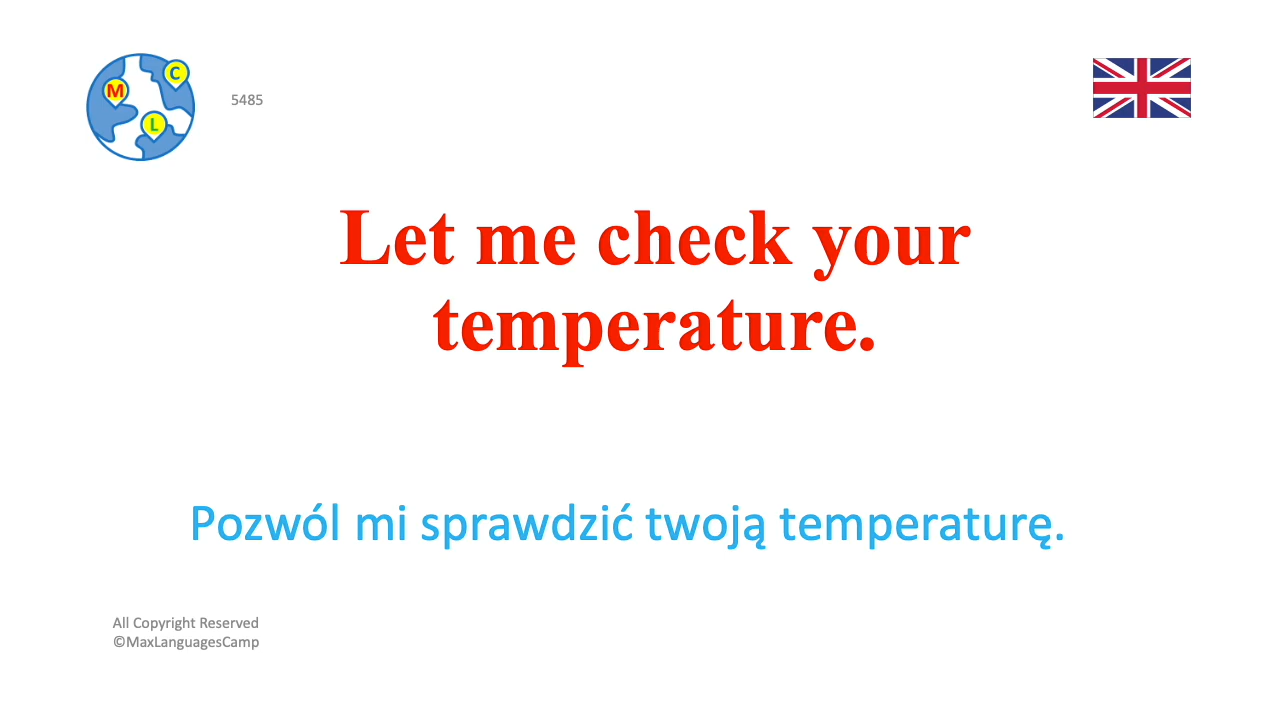 M
C
L
5485
Let me check your
temperature.
Pozwól mi sprawdzić twoją temperaturę.
All Copyright Reserved
©MaxLanguagesCamp